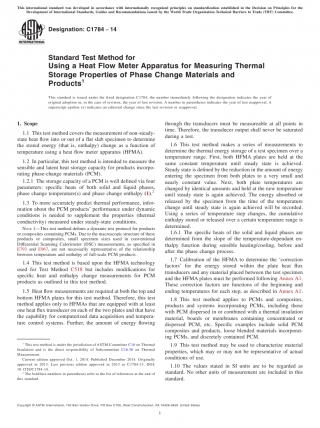 This international standard was developed in accordance with internationally recognized principles on standardization established in the Decision on Principles for the
Development of International Standards, Guides and Recommendations issued by the World Trade Organization Technical Barriers to Trade (TBT) Committee.
Designation: C1784 − 14
Standard Test Method for
Using a Heat Flow Meter Apparatus for Measuring Thermal
Storage Properties of Phase Change Materials and
Products1
This standard is issued under the fixed designation C1784; the number immediately following the designation indicates the year of
original adoption or, in the case of revision, the year of last revision. A number in parentheses indicates the year of last reapproval. A
superscript epsilon (ε) indicates an editorial change since the last revision or reapproval.
1. Scope
1.1 This test method covers the measurement of non-steady-
state heat flow into or out of a flat slab specimen to determine
the stored energy (that is, enthalpy) change as a function of
temperature using a heat flow meter apparatus (HFMA).
1.2 In particular, this test method is intended to measure the
sensible and latent heat storage capacity for products incorpo-
rating phase-change materials (PCM).
1.2.1 The storage capacity of a PCM is well defined via four
parameters: specific heats of both solid and liquid phases,
phase change temperature(s) and phase change enthalpy (1).2
1.3 To more accurately predict thermal performance, infor-
mation about the PCM products' performance under dynamic
conditions is needed to supplement the properties (thermal
conductivity) measured under steady-state conditions.
NOTE 1—This test method defines a dynamic test protocol for products
or composites containing PCMs. Due to the macroscopic structure of these
products or composites, small specimen sizes used in conventional
Differential Scanning Calorimeter (DSC) measurements, as specified in
E793 and E967, are not necessarily representative of the relationship
between temperature and enthalpy of full-scale PCM products.
1.4 This test method is based upon the HFMA technology
used for Test Method C518 but includes modifications for
specific heat and enthalpy change measurements for PCM
products as outlined in this test method.
1.5 Heat flow measurements are required at both the top and
bottom HFMA plates for this test method. Therefore, this test
method applies only to HFMAs that are equipped with at least
one heat flux transducer on each of the two plates and that have
the capability for computerized data acquisition and tempera-
ture control systems. Further, the amount of energy flowing
1 This test method is under the jurisdiction of ASTM Committee C16 on Thermal
Insulation and is the direct responsibility of Subcommittee C16.30 on Thermal
Measurement.
Current edition approved Oct. 1, 2014. Published December 2014. Originally
approved in 2013. Last previous edition approved in 2013 as C1784-13. DOI:
10.1520/C1784-14.
2 The boldface numbers in parentheses refer to the list of references at the end of
this standard.
through the transducers must be measureable at all points in
time. Therefore, the transducer output shall never be saturated
during a test.
1.6 This test method makes a series of measurements to
determine the thermal energy storage of a test specimen over a
temperature range. First, both HFMA plates are held at the
same constant temperature until steady state is achieved.
Steady state is defined by the reduction in the amount of energy
entering the specimen from both plates to a very small and
nearly constant value. Next, both plate temperatures are
changed by identical amounts and held at the new temperature
until steady state is again achieved. The energy absorbed or
released by the specimen from the time of the temperature
change until steady state is again achieved will be recorded.
Using a series of temperature step changes, the cumulative
enthalpy stored or released over a certain temperature range is
determined.
1.6.1 The specific heats of the solid and liquid phases are
determined from the slope of the temperature-dependent en-
thalpy function during sensible heating/cooling, before and
after the phase change process.
1.7 Calibration of the HFMA to determine the 'correction
factors' for the energy stored within the plate heat flux
transducers and any material placed between the test specimen
and the HFMA plates must be performed following Annex A1.
These correction factors are functions of the beginning and
ending temperatures for each step, as described in Annex A1.
1.8 This test method applies to PCMs and composites,
products and systems incorporating PCMs, including those
with PCM dispersed in or combined with a thermal insulation
material, boards or membranes containing concentrated or
dispersed PCM, etc. Specific examples include solid PCM
composites and products, loose blended materials incorporat-
ing PCMs, and discretely contained PCM.
1.9 This test method may be used to characterize material
properties, which may or may not be representative of actual
conditions of use.
1.10 The values stated in SI units are to be regarded as
standard. No other units of measurement are included in this
standard.
Copyright © ASTM International, 100 Barr Harbor Drive, PO Box C700, West Conshohocken, PA 19428-2959. United States
1